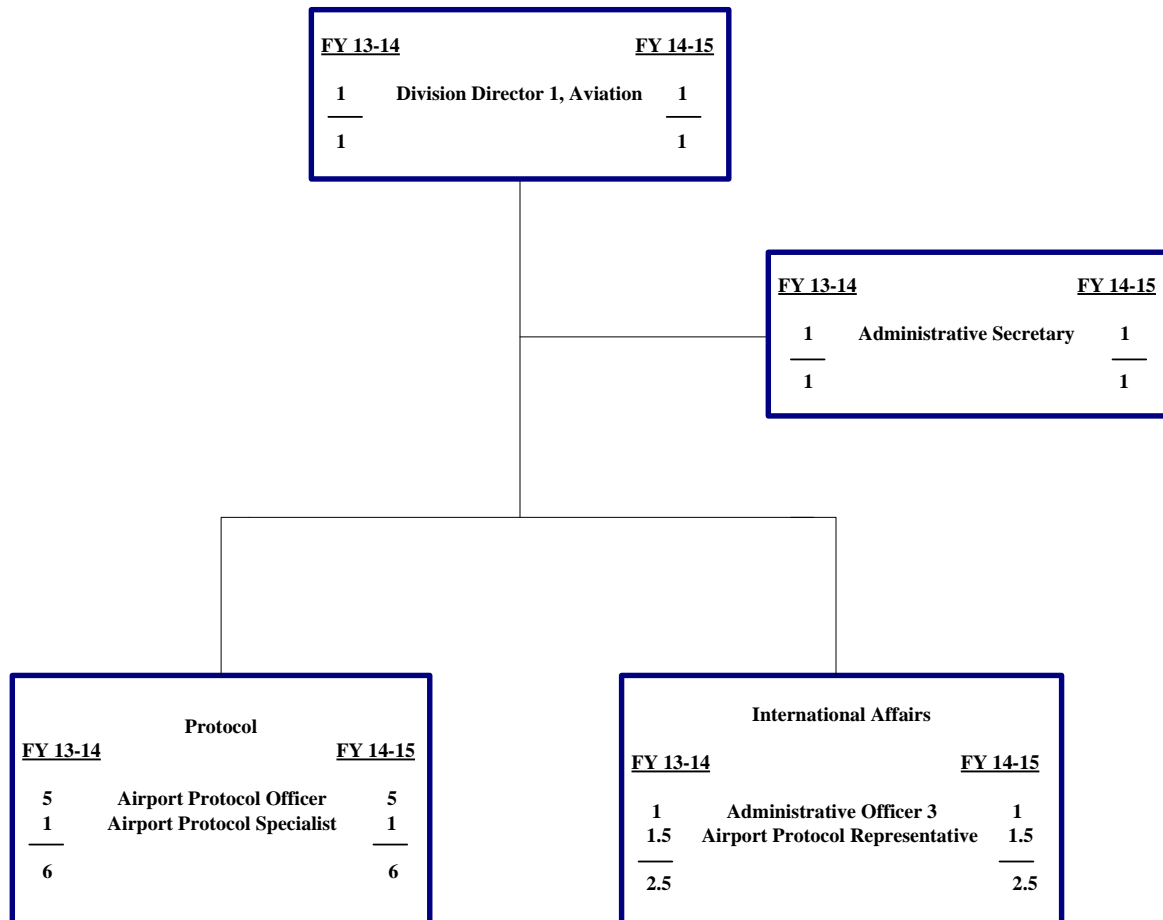 FY 13-14 FY 14-15
1 Division Director 1, Aviation 1
1 1
FY 13-14 FY 14-15
1 Administrative Secretary 1
1 1
Protocol
FY 13-14 FY 14-15
5 Airport Protocol Officer 5
1 Airport Protocol Specialist 1
6 6
International Affairs
FY 13-14 FY 14-15
1 Administrative Officer 3 1
1.5 Airport Protocol Representative 1.5
2.5 2.5